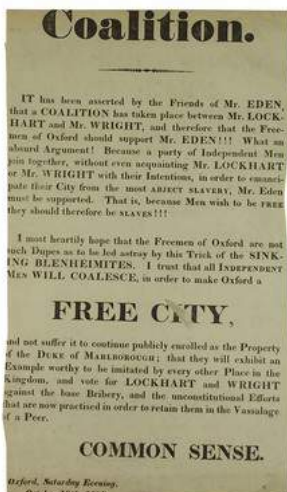 Coalition.
IT has been asserted by the Friends of Mr. EDEN,
that a COALITION has taken place between Mr. LOCK-
HART and Mr. WRIGHT, and therefore that the Free-
men of Oxford should support Mr. EDEN!!! What an
absurd Argument! Because a party of Independent Men
join together, without even acquainting Mr. LOCKHART
or Mr. WRIGHT with their Intentions, in order to emanci-
pate their City from the most ABJECT SLAVERY, Mr. Eden
must be supported. That is, because Men wish to be FREE
they should therefore be SLAVES!!!
I most heartily hope that the Freemen of Oxford are not
such Dupes as to be led astray by this Trick of the SINK-
ING BLENHEIMITES. I trust that all INDEPENDENT
MEN WILL COALESCE, in order to make Oxford a
FREE CITY,
and not suffer it to continue publicly enrolled as the Property
of the DUKE of MARLBOROUGH; that they will exhibit an
Example worthy to be imitated by every other Place in the
Kingdom, and vote for LOCKHART and WRIGHT
against the base Bribery, and the unconstitutional Efforts
that are now practised in order to retain them in the Vassalage
of a Peer.
COMMON SENSE.
Oxford, Saturday Evening,